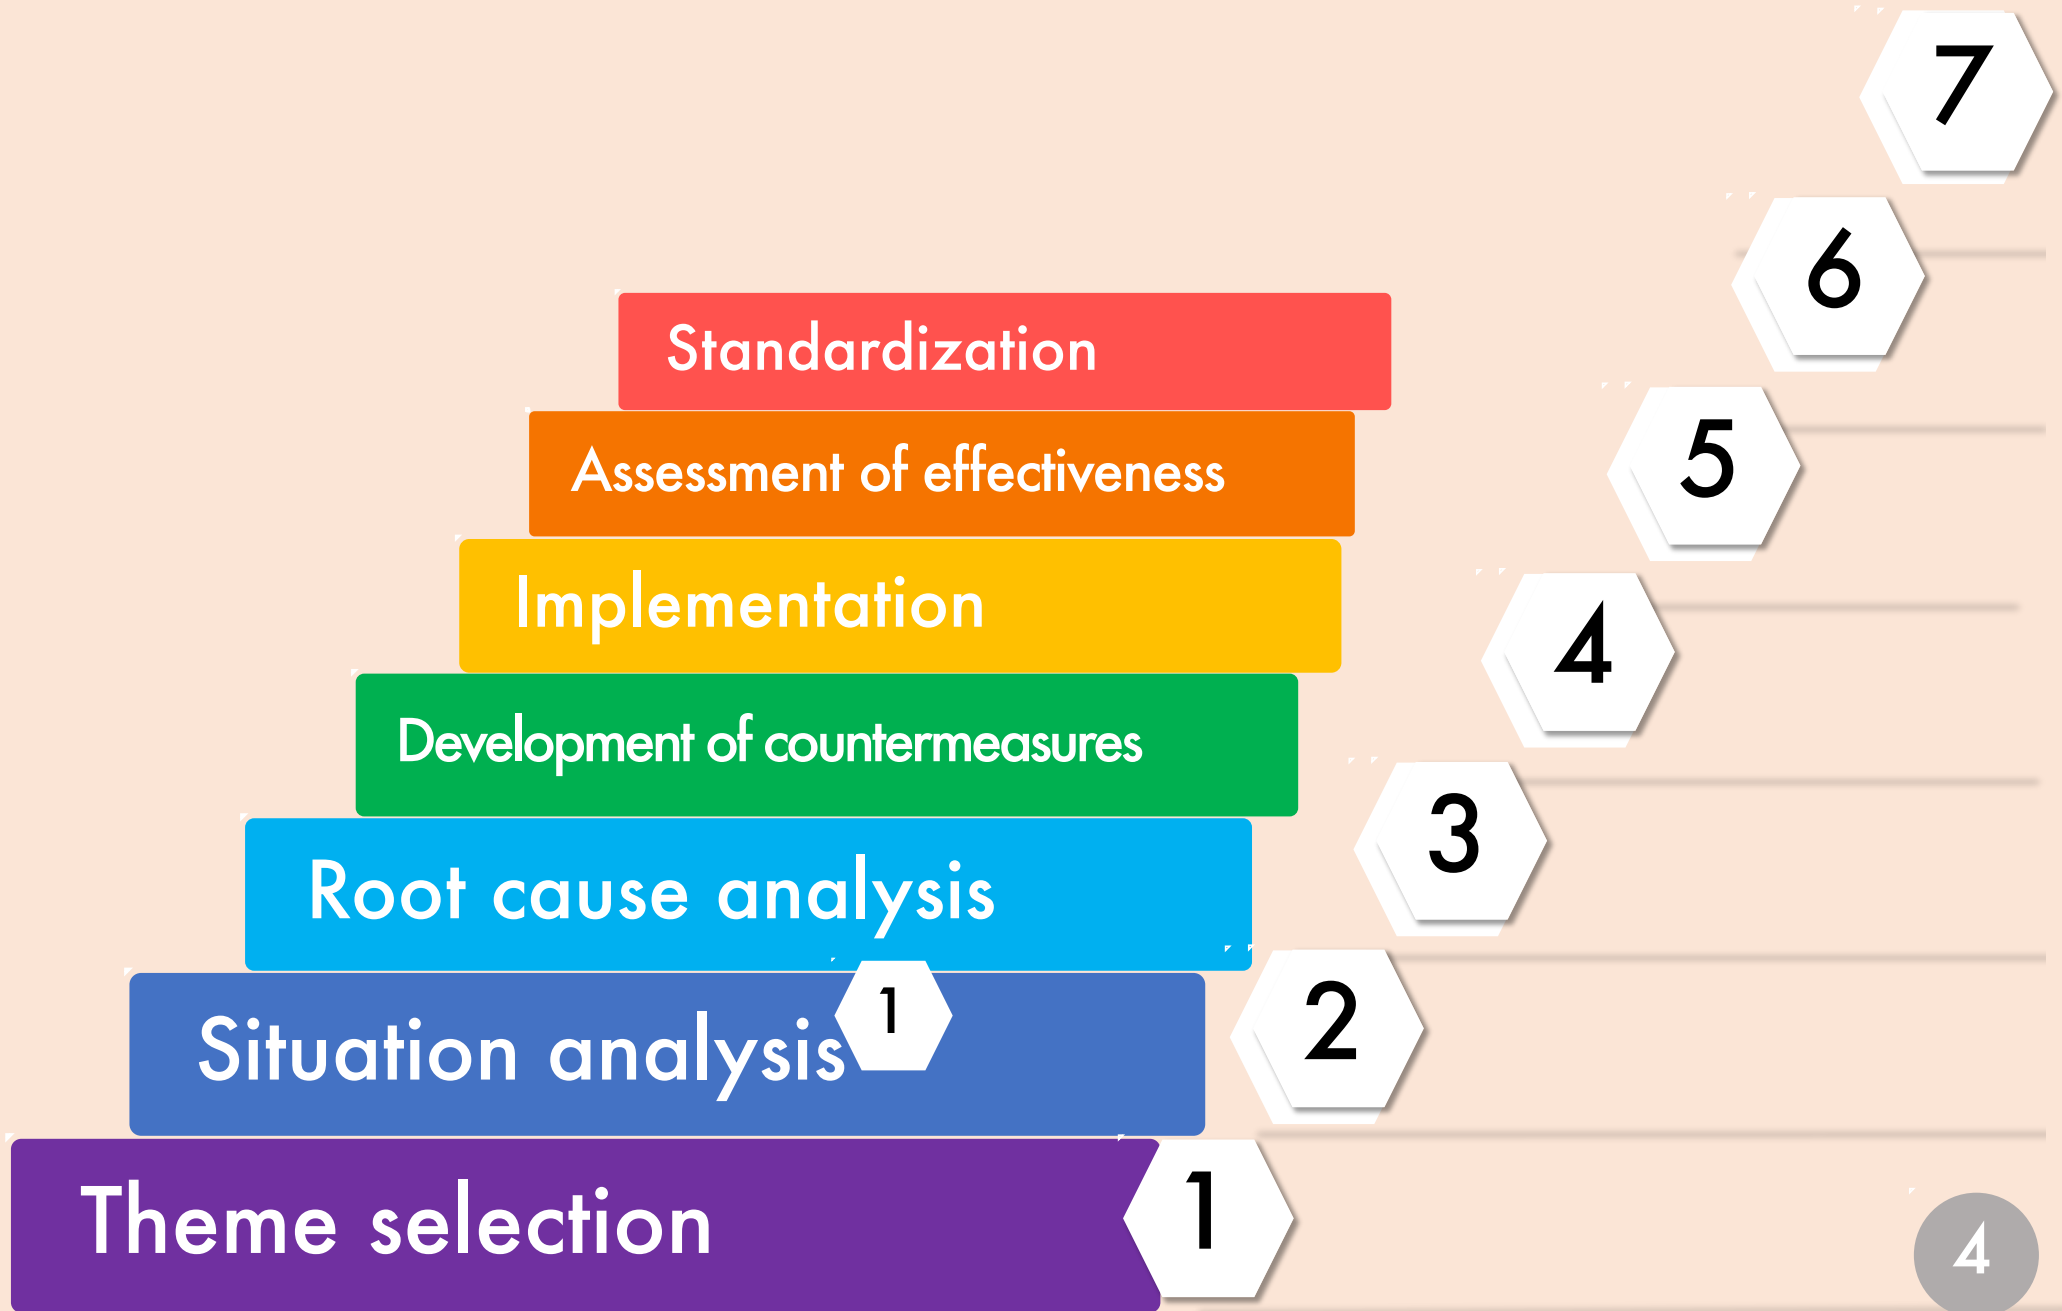 7
6
Standardization
5
Assessment of effectiveness
4
Implementation
3
Development of countermeasures
2
Root cause analysis
1
Situation analysis
1
Theme selection
4